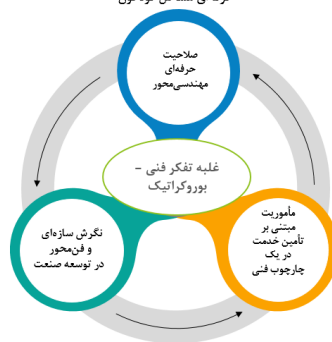 صلاحیت
حرفه‌ای
مهندسی‌محور
غلبه تفکر فنی –
بوروکراتیک
مأموریت
مبتنی بر
تأمین خدمت
در یک
چارچوب فنی
نگرش سازه‌ای
و فن‌محور
در توسعه صنعت